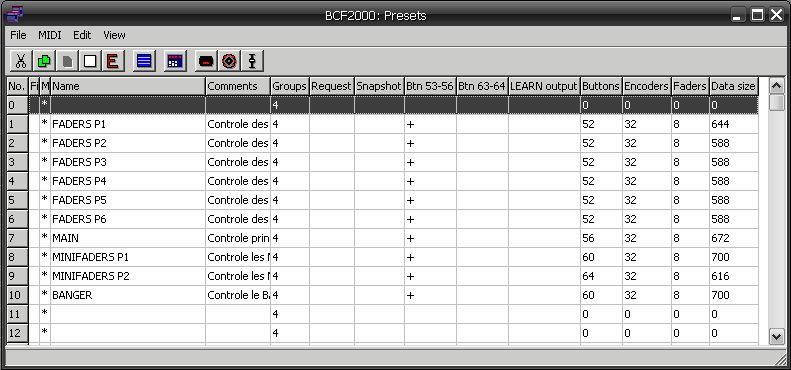 BCF2000: Presets
File MIDI Edit View
E
No. Fi M Name Comments Groups Request Snapshot Btn 53-56 Btn 63-64 LEARN output Buttons Encoders Faders Data size
0 * 4 0 0 0 0
1 * FADERS P1 Controle des 4 + 52 32 8 644
2 * FADERS P2 Controle des 4 + 52 32 8 588
3 * FADERS P3 Controle des 4 + 52 32 8 588
4 * FADERS P4 Controle des 4 + 52 32 8 588
5 * FADERS P5 Controle des 4 + 52 32 8 588
6 * FADERS P6 Controle des 4 + 52 32 8 588
7 * MAIN Controle prin 4 + 56 32 8 672
8 * MINIFADERS P1 Controle les 4 + 60 32 8 700
9 * MINIFADERS P2 Controle les 4 + 64 32 8 616
10 * BANGER Controle le 4 + 60 32 8 700
11 * 4 0 0 0 0
12 * 4 0 0 0 0